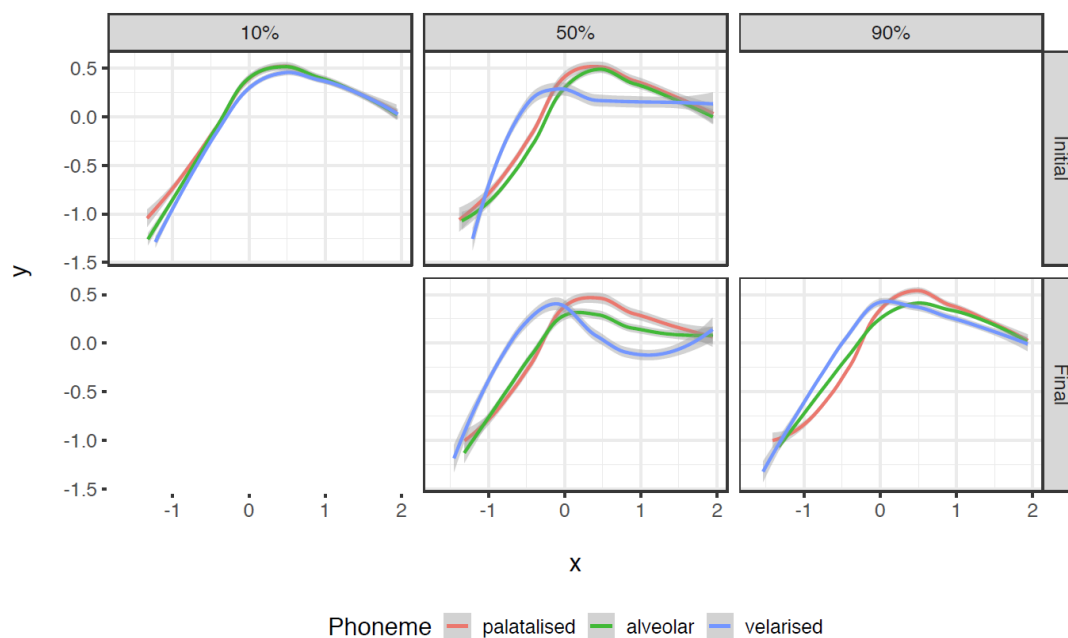 10% 50% 90%
0.5
0.0
-0.5
-1.0
-1.5
Initial
0.5
0.0
0.5
-1.0
-1.5
Final
-1 0 1 2 -1 0 1 2 -1 0 1 2
y
x
Phoneme palatalised alveolar velarised